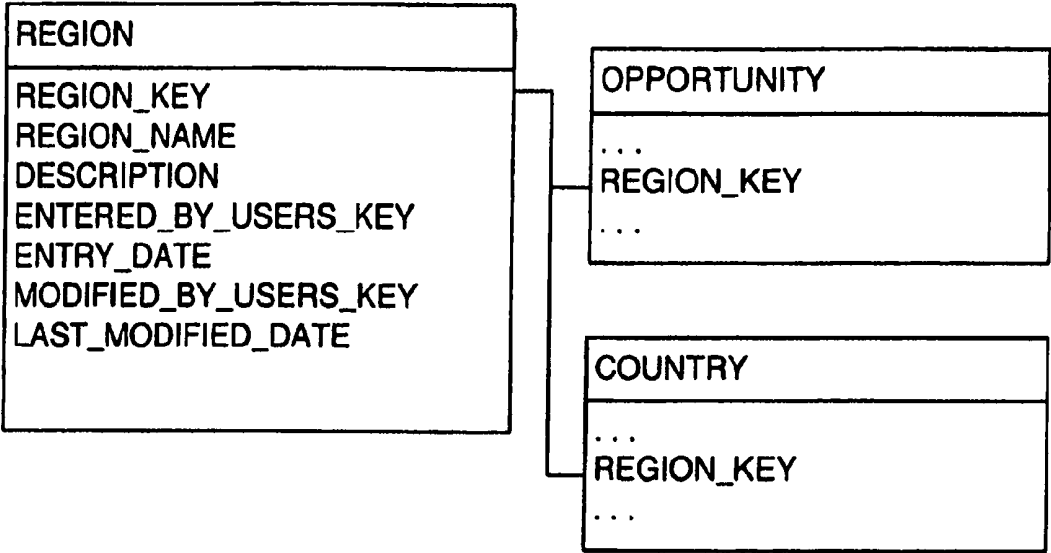 REGION
REGION_KEY
REGION_NAME
DESCRIPTION
ENTERED_BY_USERS_KEY
ENTRY_DATE
MODIFIED_BY_USERS_KEY
LAST_MODIFIED_DATE
OPPORTUNITY
. . .
REGION_KEY
. . .
COUNTRY
. . .
REGION_KEY
. . .